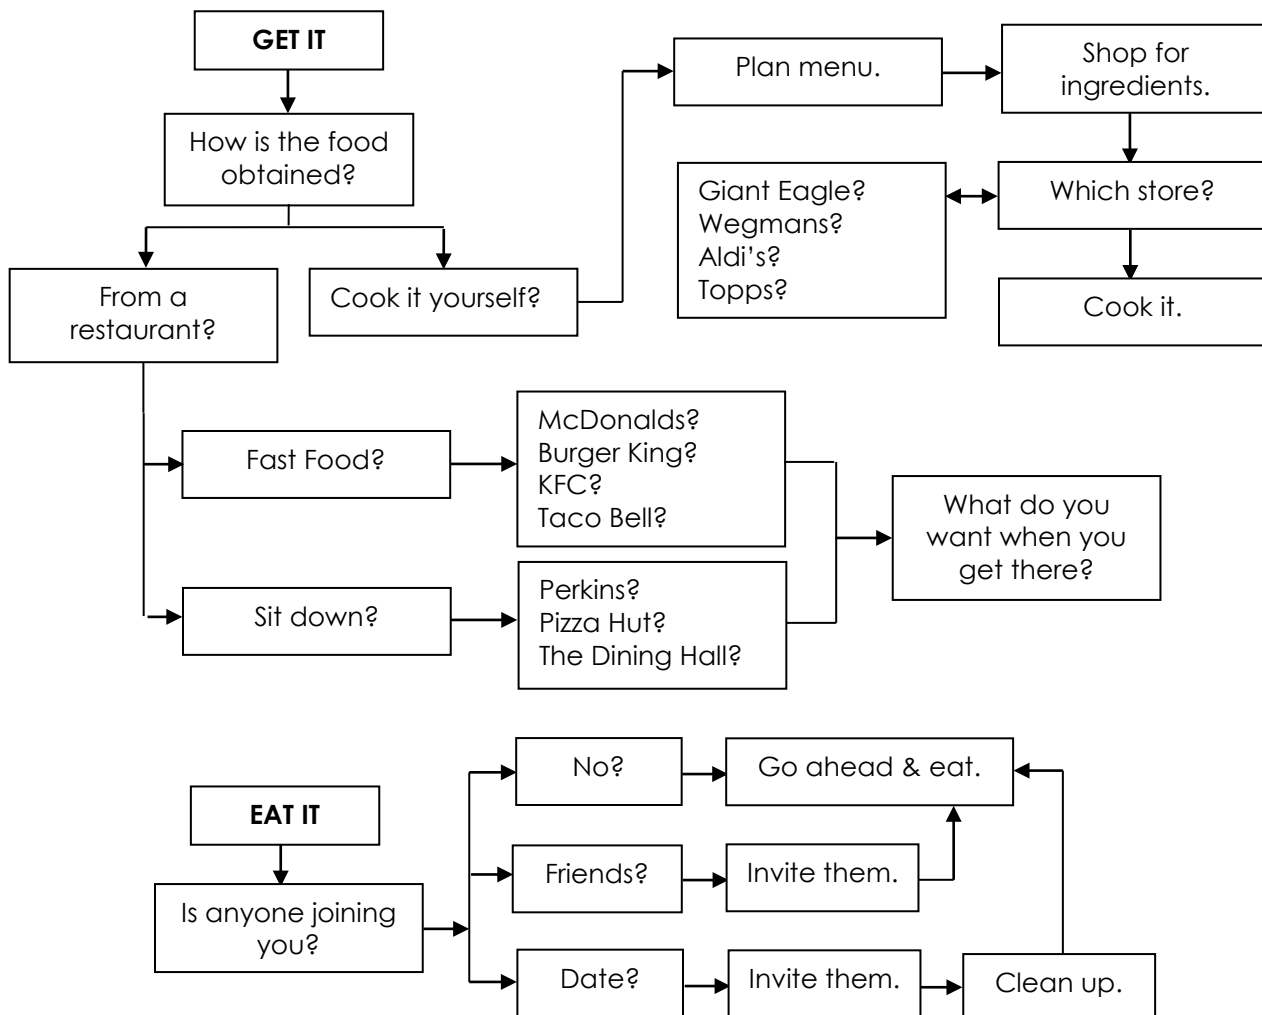 GET IT
How is the food
obtained?
From a
restaurant?
Cook it yourself?
Plan menu.
Shop for
ingredients.
Which store?
Giant Eagle?
Wegmans?
Aldi’s?
Topps?
Cook it.
Fast Food?
McDonalds?
Burger King?
KFC?
Taco Bell?
Sit down?
Perkins?
Pizza Hut?
The Dining Hall?
What do you
want when you
get there?
EAT IT
Is anyone joining
you?
No?
Go ahead & eat.
Friends?
Invite them.
Date?
Invite them.
Clean up.